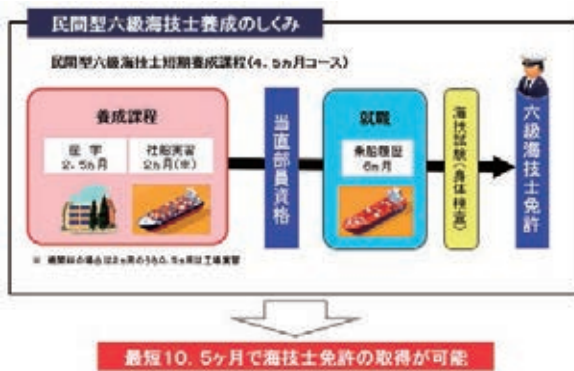 民間型六級海技士養成のしくみ
民間型六級海技士短期養成課程(4.5ヵ月コース)
養成課程
座学
2.5ヵ月
社船実習
2ヵ月(※)
当直部員資格
就職
乗船履歴
6ヵ月
海技試験(身体検査)
六級海技士免許
※ 機関科の場合は2ヵ月のうち0.5ヵ月は工場実習
最短10.5ヶ月で海技士免許の取得が可能